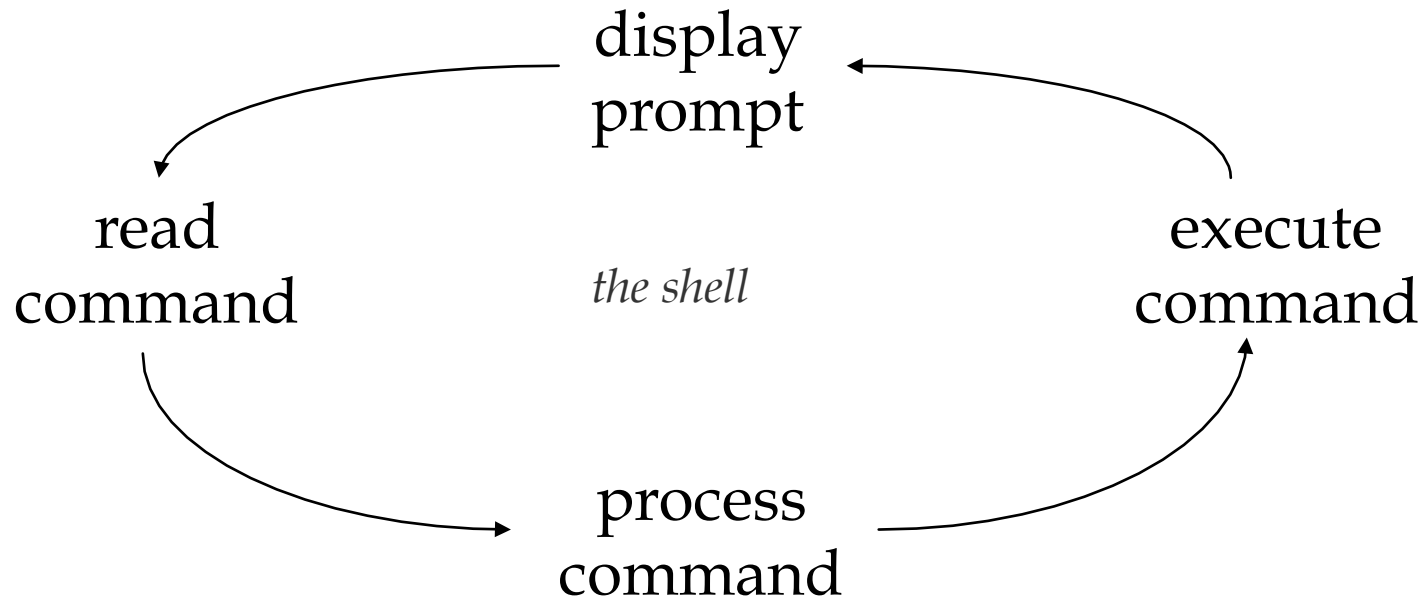 display
prompt
read
command
the shell
execute
command
process
command